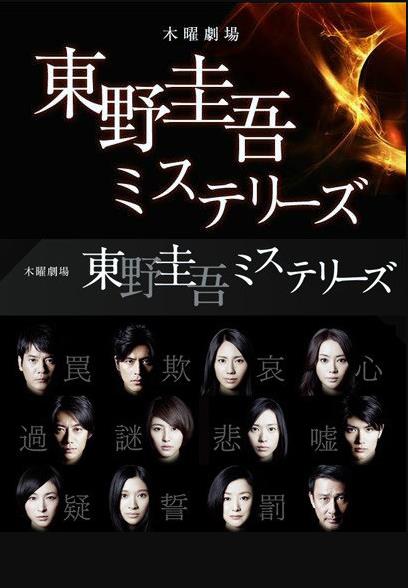 木曜劇場
東野圭吾
ミステリーズ
木曜劇場 東野圭吾 ミステリーズ
罠 欺 哀 心
過 謎 悲 嘘
疑 誓 罰